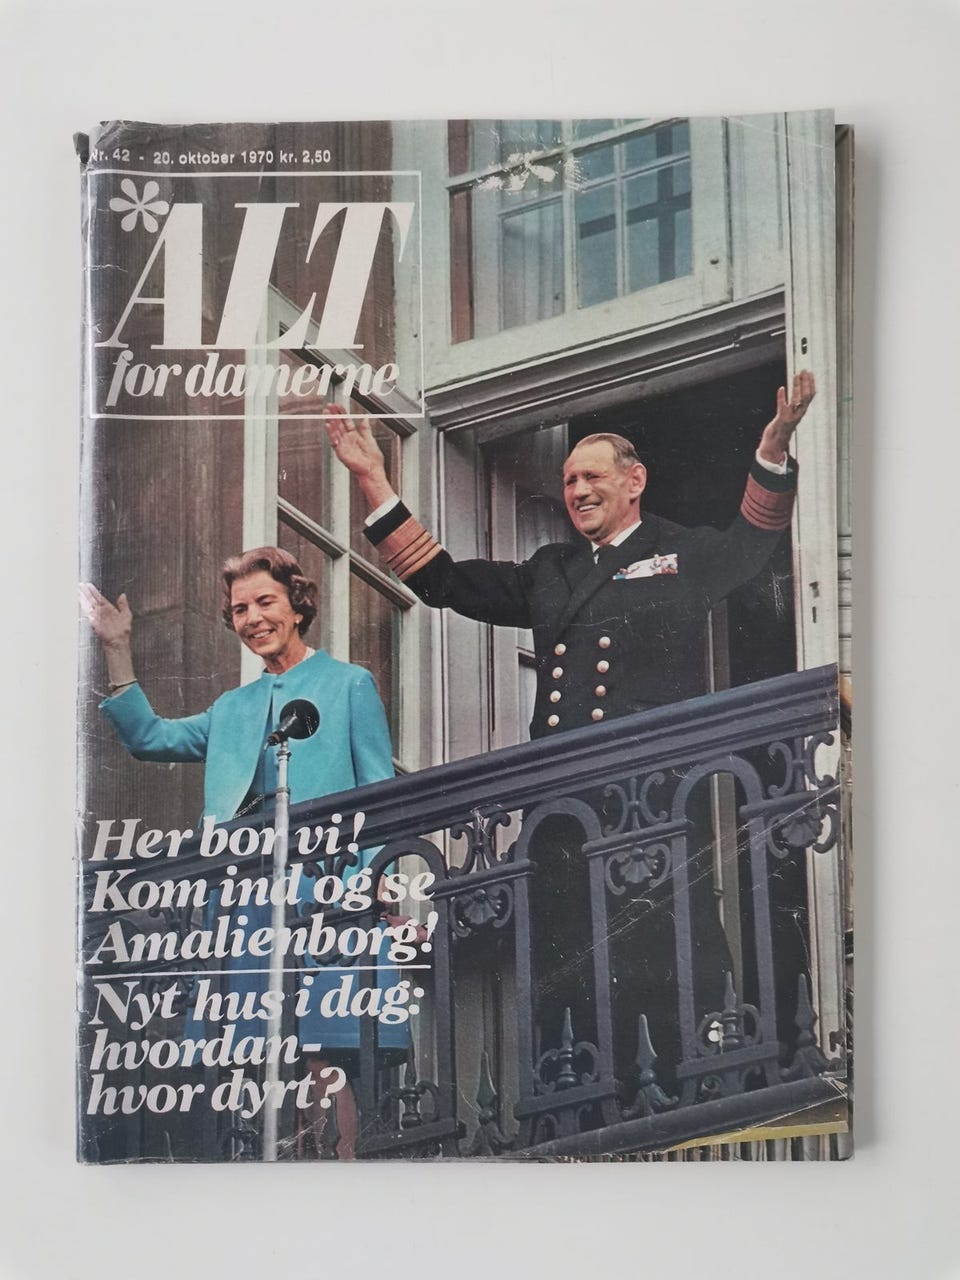 Nr. 42 - 20. oktober 1970 kr. 2,50
*ALT
for damerne
Her bor vi!
Kom ind og se
Amalienborg!
Nyt hus i dag:
hvordan-
hvor dyrt?